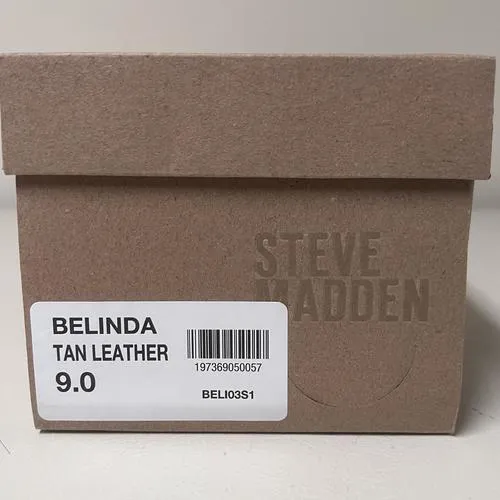 STEVE
MADDEN
BELINDA
TAN LEATHER
9.0
197369050057
BELI03S1